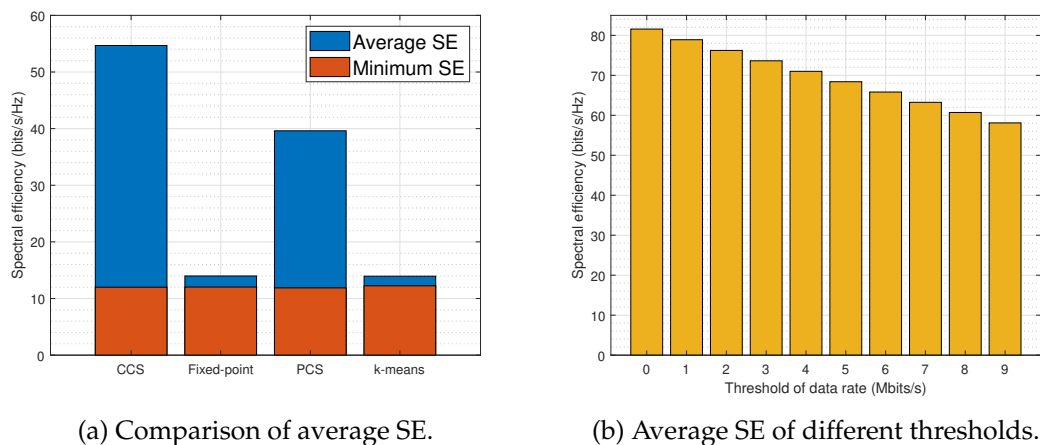 60
50
40
30
20
10
0
Spectral efficiency (bits/s/Hz)
Average SE
Minimum SE
CCS Fixed-point PCS k-means
(a) Comparison of average SE.
80
70
60
50
40
30
20
10
0
Spectral efficiency (bits/s/Hz)
0 1 2 3 4 5 6 7 8 9
Threshold of data rate (Mbits/s)
(b) Average SE of different thresholds.